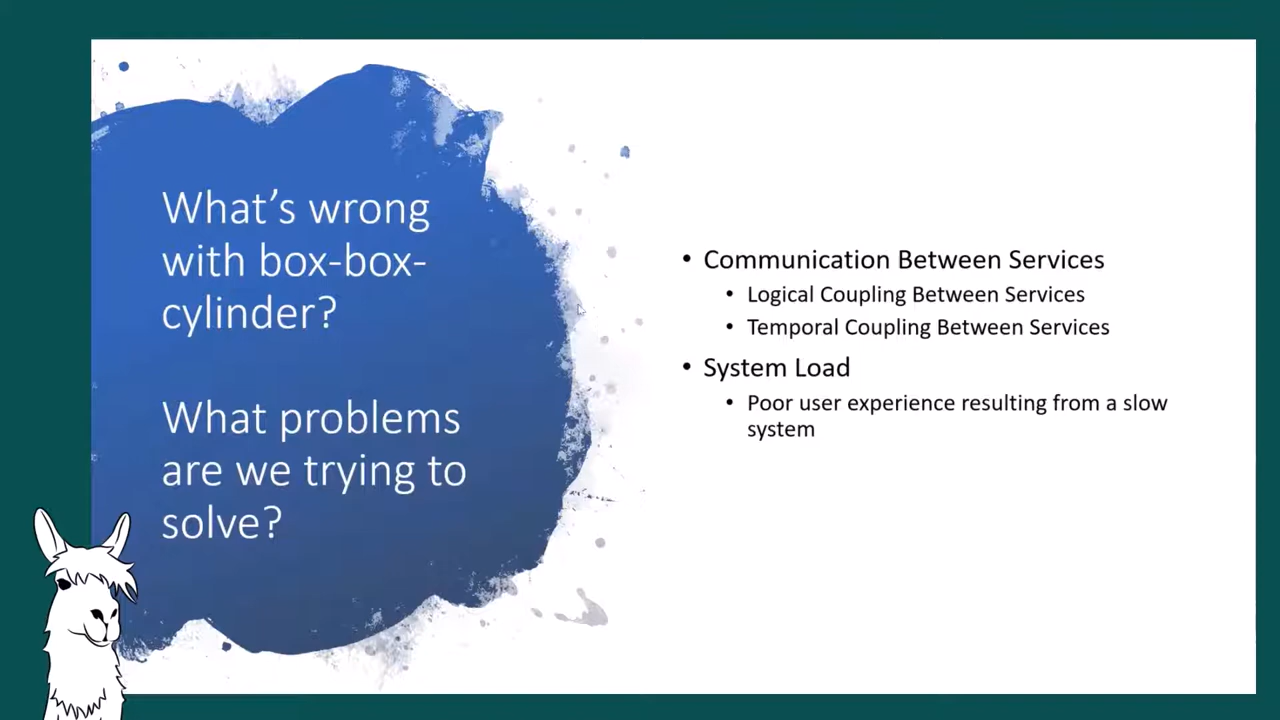 What’s wrong
with box-box-
cylinder?
What problems
are we trying to
solve?
• Communication Between Services
• Logical Coupling Between Services
• Temporal Coupling Between Services
• System Load
• Poor user experience resulting from a slow
system